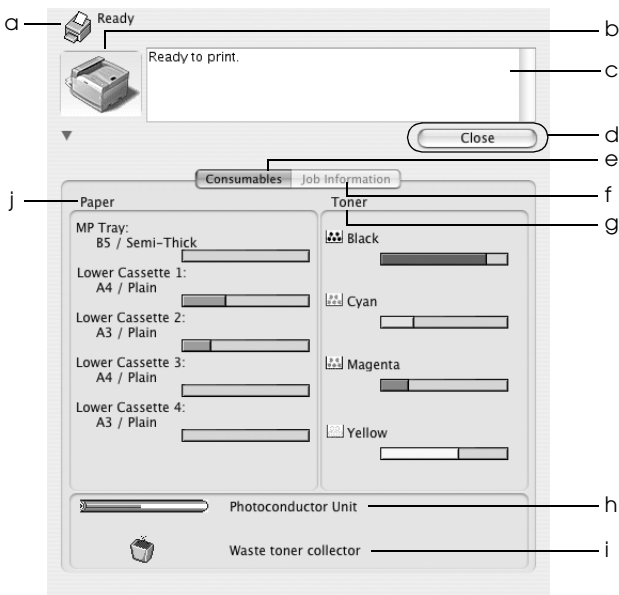 a
Ready
b
Ready to print.
c
Close
d
e
Consumables
Job Information
f
j
Paper
Toner
g
MP Tray:
B5 / Semi-Thick
Lower Cassette 1:
A4 / Plain
Lower Cassette 2:
A3 / Plain
Lower Cassette 3:
A4 / Plain
Lower Cassette 4:
A3 / Plain
Black
Cyan
Magenta
Yellow
Photoconductor Unit
h
Waste toner collector
i